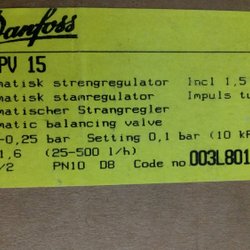 Danfoss
PV 15
matisk strengregulator Incl 1,5
matisk stamregulator Impuls tu
matischer Strangregler
matic balancing valve
-0,25 bar Setting 0,1 bar (10 kP
1,6 (25-500 l/h)
/2 PN10 D8 Code no 003L801